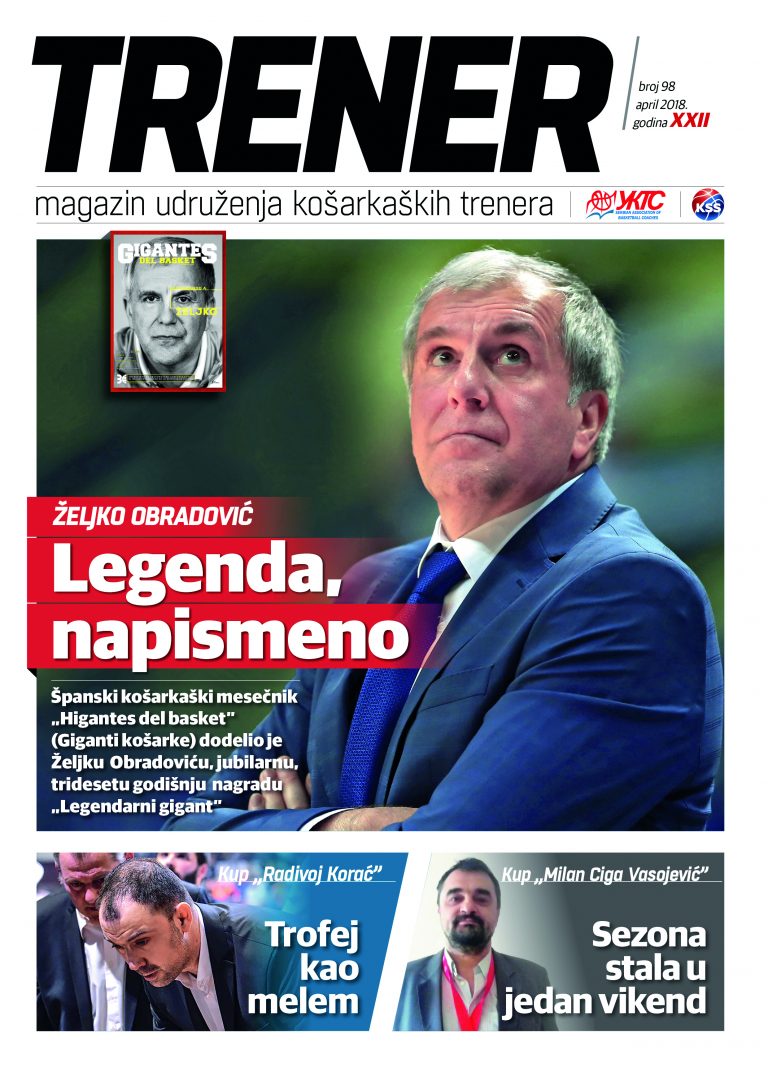 TRENER
broj 98
april 2018.
godina XXII
magazin udruženja košarkaških trenera
УКТС
SERBIAN ASSOCIATION OF
BASKETBALL COACHES
KSS
GIGANTES
DEL BASKET
ŽELJKO
ŽELJKO OBRADOVIĆ
Legenda,
napismeno
Španski košarkaški mesečnik
„Higantes del basket”
(Giganti košarke) dodelio je
Željku Obradoviću, jubilarnu,
tridesetu godišnju nagradu
„Legendarni gigant”
Kup „Radivoj Korać”
Trofej
kao
melem
Kup „Milan Ciga Vasojević”
Sezona
stala u
jedan vikend